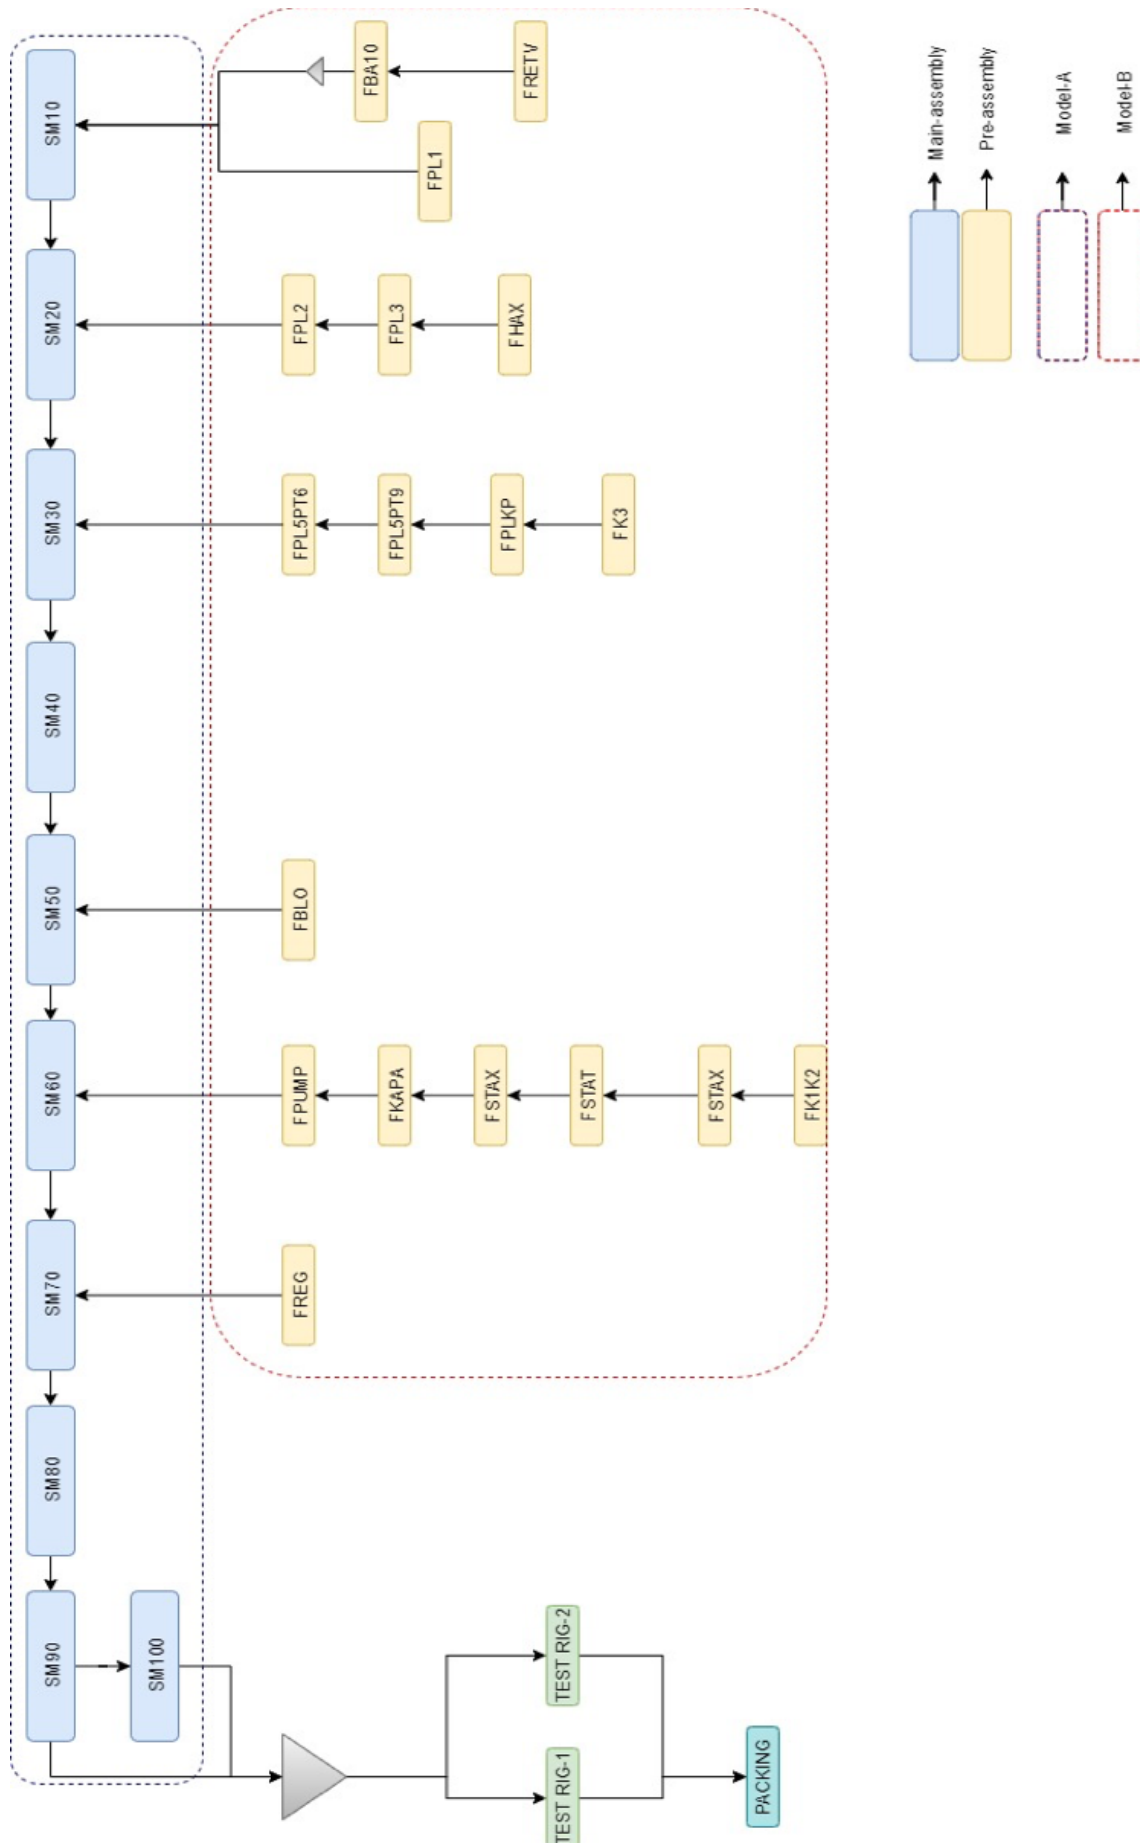 SM10
SM20
SM30
SM40
SM50
SM60
SM70
SM80
SM90
SM100
FBA10
FRETV
FPL1
FPL2
FPL3
FHAX
FPL5PT6
FPL5PT9
FPLKP
FK3
FBLO
FPUMP
FKAPA
FSTAX
FSTAT
FSTAX
FK1K2
FREG
TEST RIG-2
TEST RIG-1
PACKING
Main-assembly
Pre-assembly
Model-A
Model-B